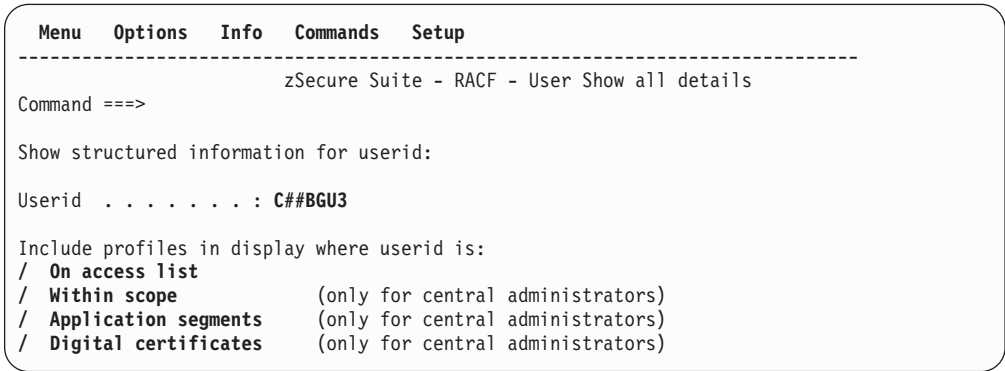 Menu Options Info Commands Setup
-------------------------------------------------------------------------------
zSecure Suite - RACF - User Show all details
Command ===>
Show structured information for userid:
Userid . . . . . . . : C##BGU3
Include profiles in display where userid is:
/ On access list
/ Within scope (only for central administrators)
/ Application segments (only for central administrators)
/ Digital certificates (only for central administrators)